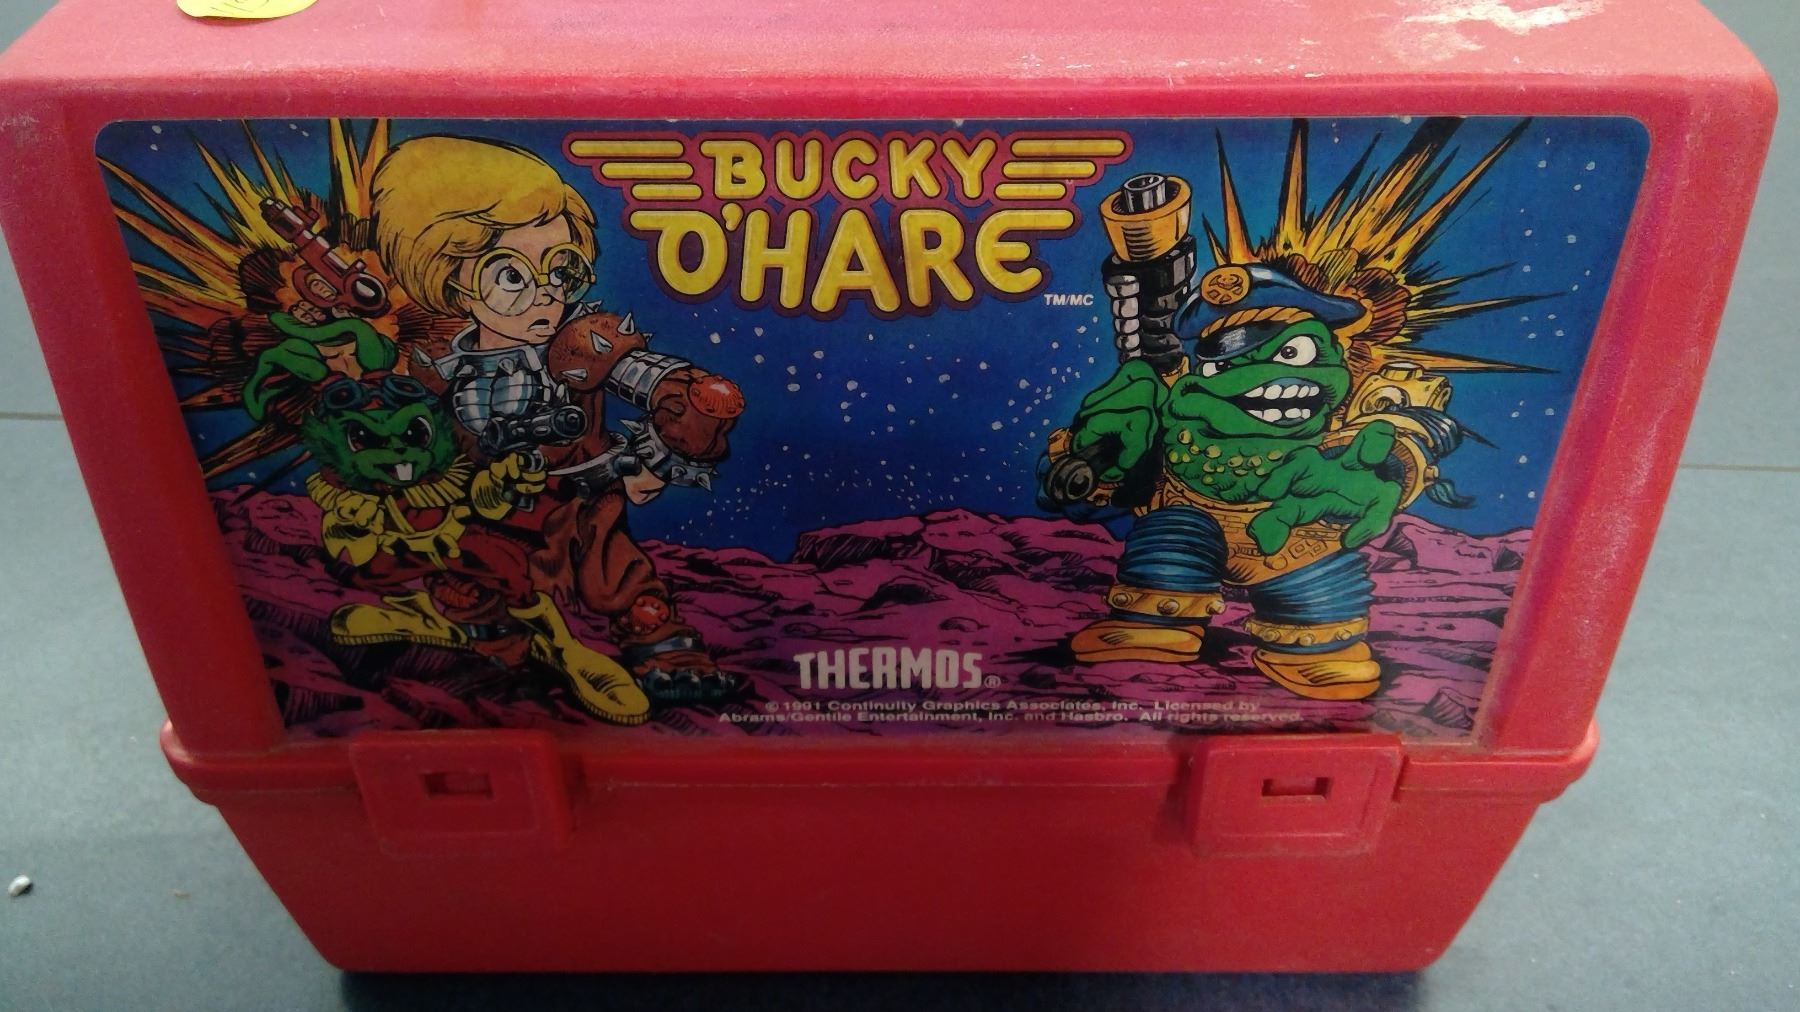 BUCKY
O'HARE
TM/MC
THERMOS®
© 1991 Continuity Graphics Associates, Inc. Licensed by
Abrams/Gentile Entertainment, Inc. and Hasbro. All rights reserved.